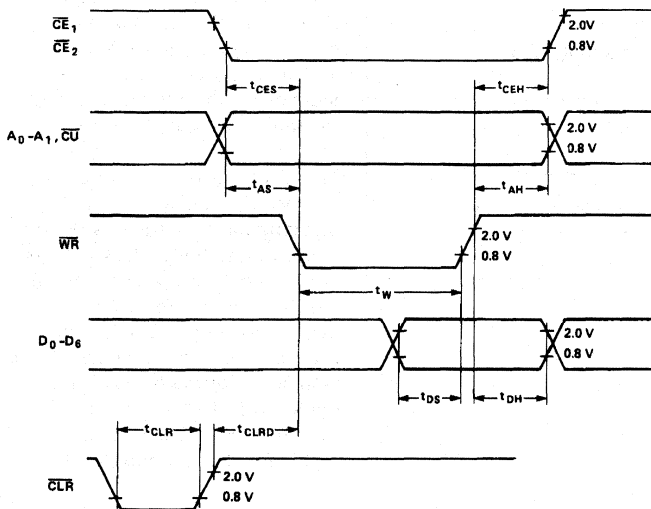 CE₁ 2.0V
CE₂ 0.8V
tCES tCEH
A₀-A₁, CU 2.0 V
0.8 V
tAS tAH
WR 2.0 V
0.8 V
tW
D₀-D₆ 2.0 V
0.8 V
tDS tDH
tCLR tCLRD
CLR 2.0 V
0.8 V